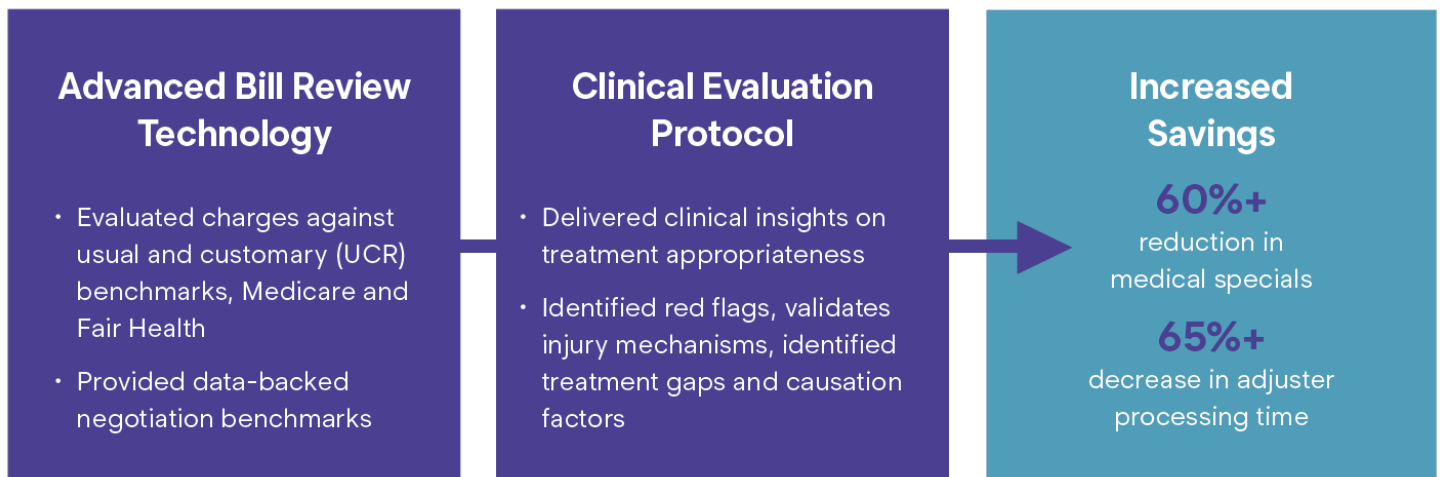 Advanced Bill Review
Technology
• Evaluated charges against
usual and customary (UCR)
benchmarks, Medicare and
Fair Health
• Provided data-backed
negotiation benchmarks
Clinical Evaluation
Protocol
• Delivered clinical insights on
treatment appropriateness
• Identified red flags, validates
injury mechanisms, identified
treatment gaps and causation
factors
Increased
Savings
60%+
reduction in
medical specials
65%+
decrease in adjuster
processing time